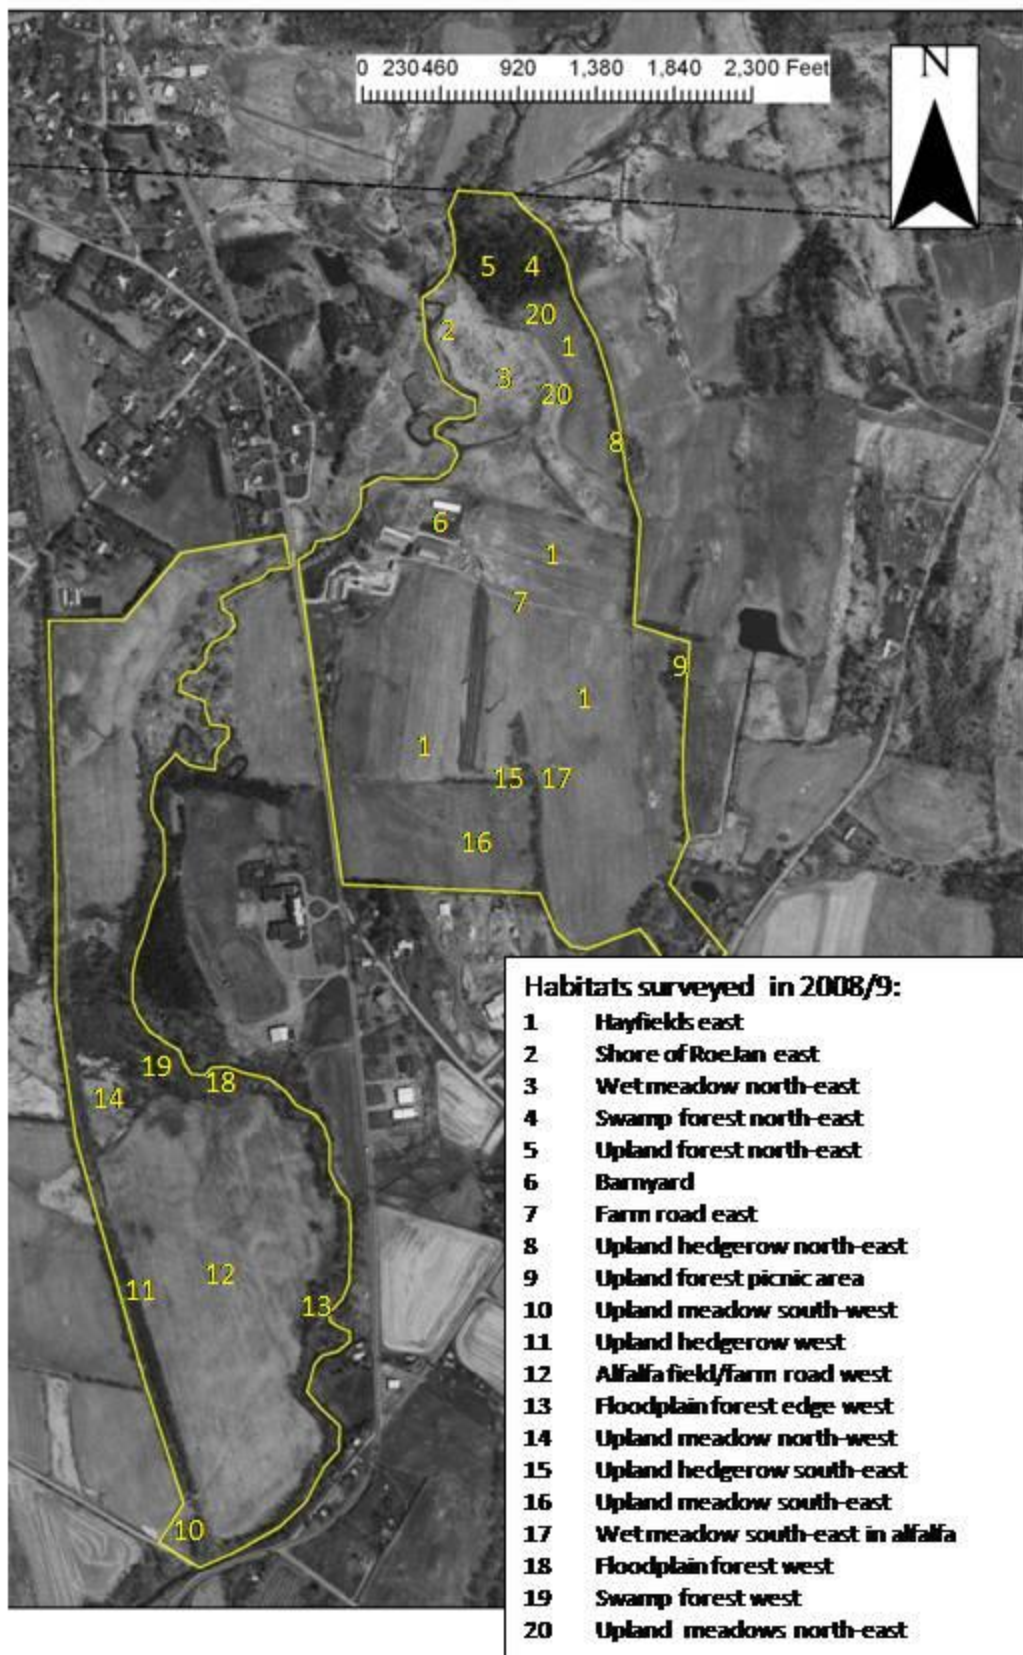 0 230 460 920 1,380 1,840 2,300 Feet
N
5 4
20
2
1
3
20
8
6
1
7
9
1
1
15 17
16
19
18
14
12
11
13
10
Habitats surveyed in 2008/9:
1 Hayfields east
2 Shore of RoeJan east
3 Wet meadow north-east
4 Swamp forest north-east
5 Upland forest north-east
6 Barnyard
7 Farm road east
8 Upland hedgerow north-east
9 Upland forest picnic area
10 Upland meadow south-west
11 Upland hedgerow west
12 Alfalfa field/farm road west
13 Floodplain forest edge west
14 Upland meadow north-west
15 Upland hedgerow south-east
16 Upland meadow south-east
17 Wet meadow south-east in alfalfa
18 Floodplain forest west
19 Swamp forest west
20 Upland meadows north-east